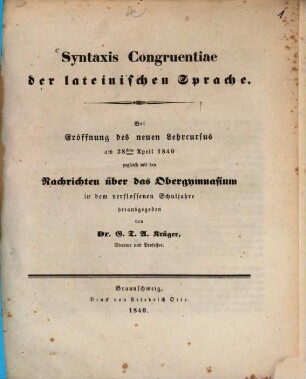 1.
Syntaxis Congruentiae
der lateinischen Sprache.
Bei
Eröffnung des neuen Lehrcursus
am 28sten April 1840
zugleich mit den
Nachrichten über das Obergymnasium
in dem verflossenen Schuljahre
herausgegeben
von
Dr. G. T. A. Krüger,
Director und Professor.
Braunschweig,
Druck von Friedrich Otto.
1840.